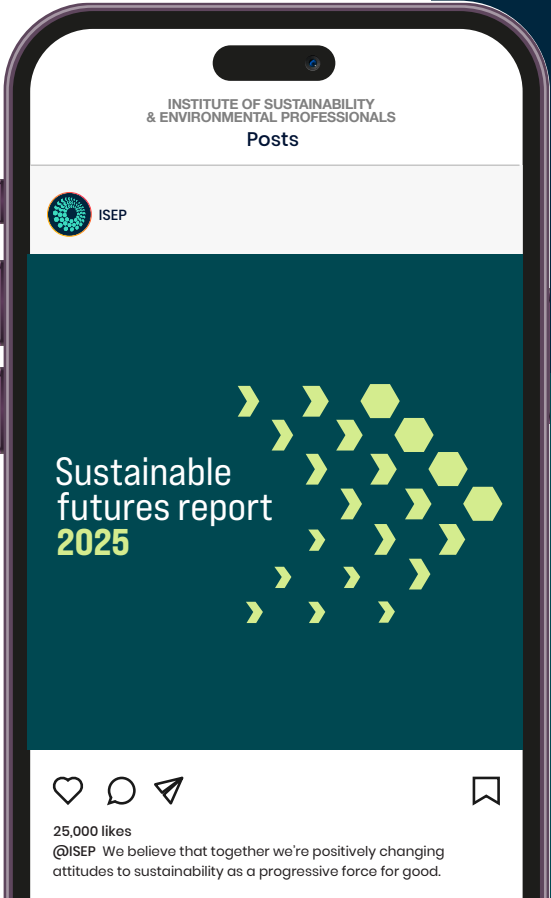 INSTITUTE OF SUSTAINABILITY
& ENVIRONMENTAL PROFESSIONALS
Posts
ISEP
Sustainable
futures report
2025
25,000 likes
@ISEP We believe that together we're positively changing
attitudes to sustainability as a progressive force for good.